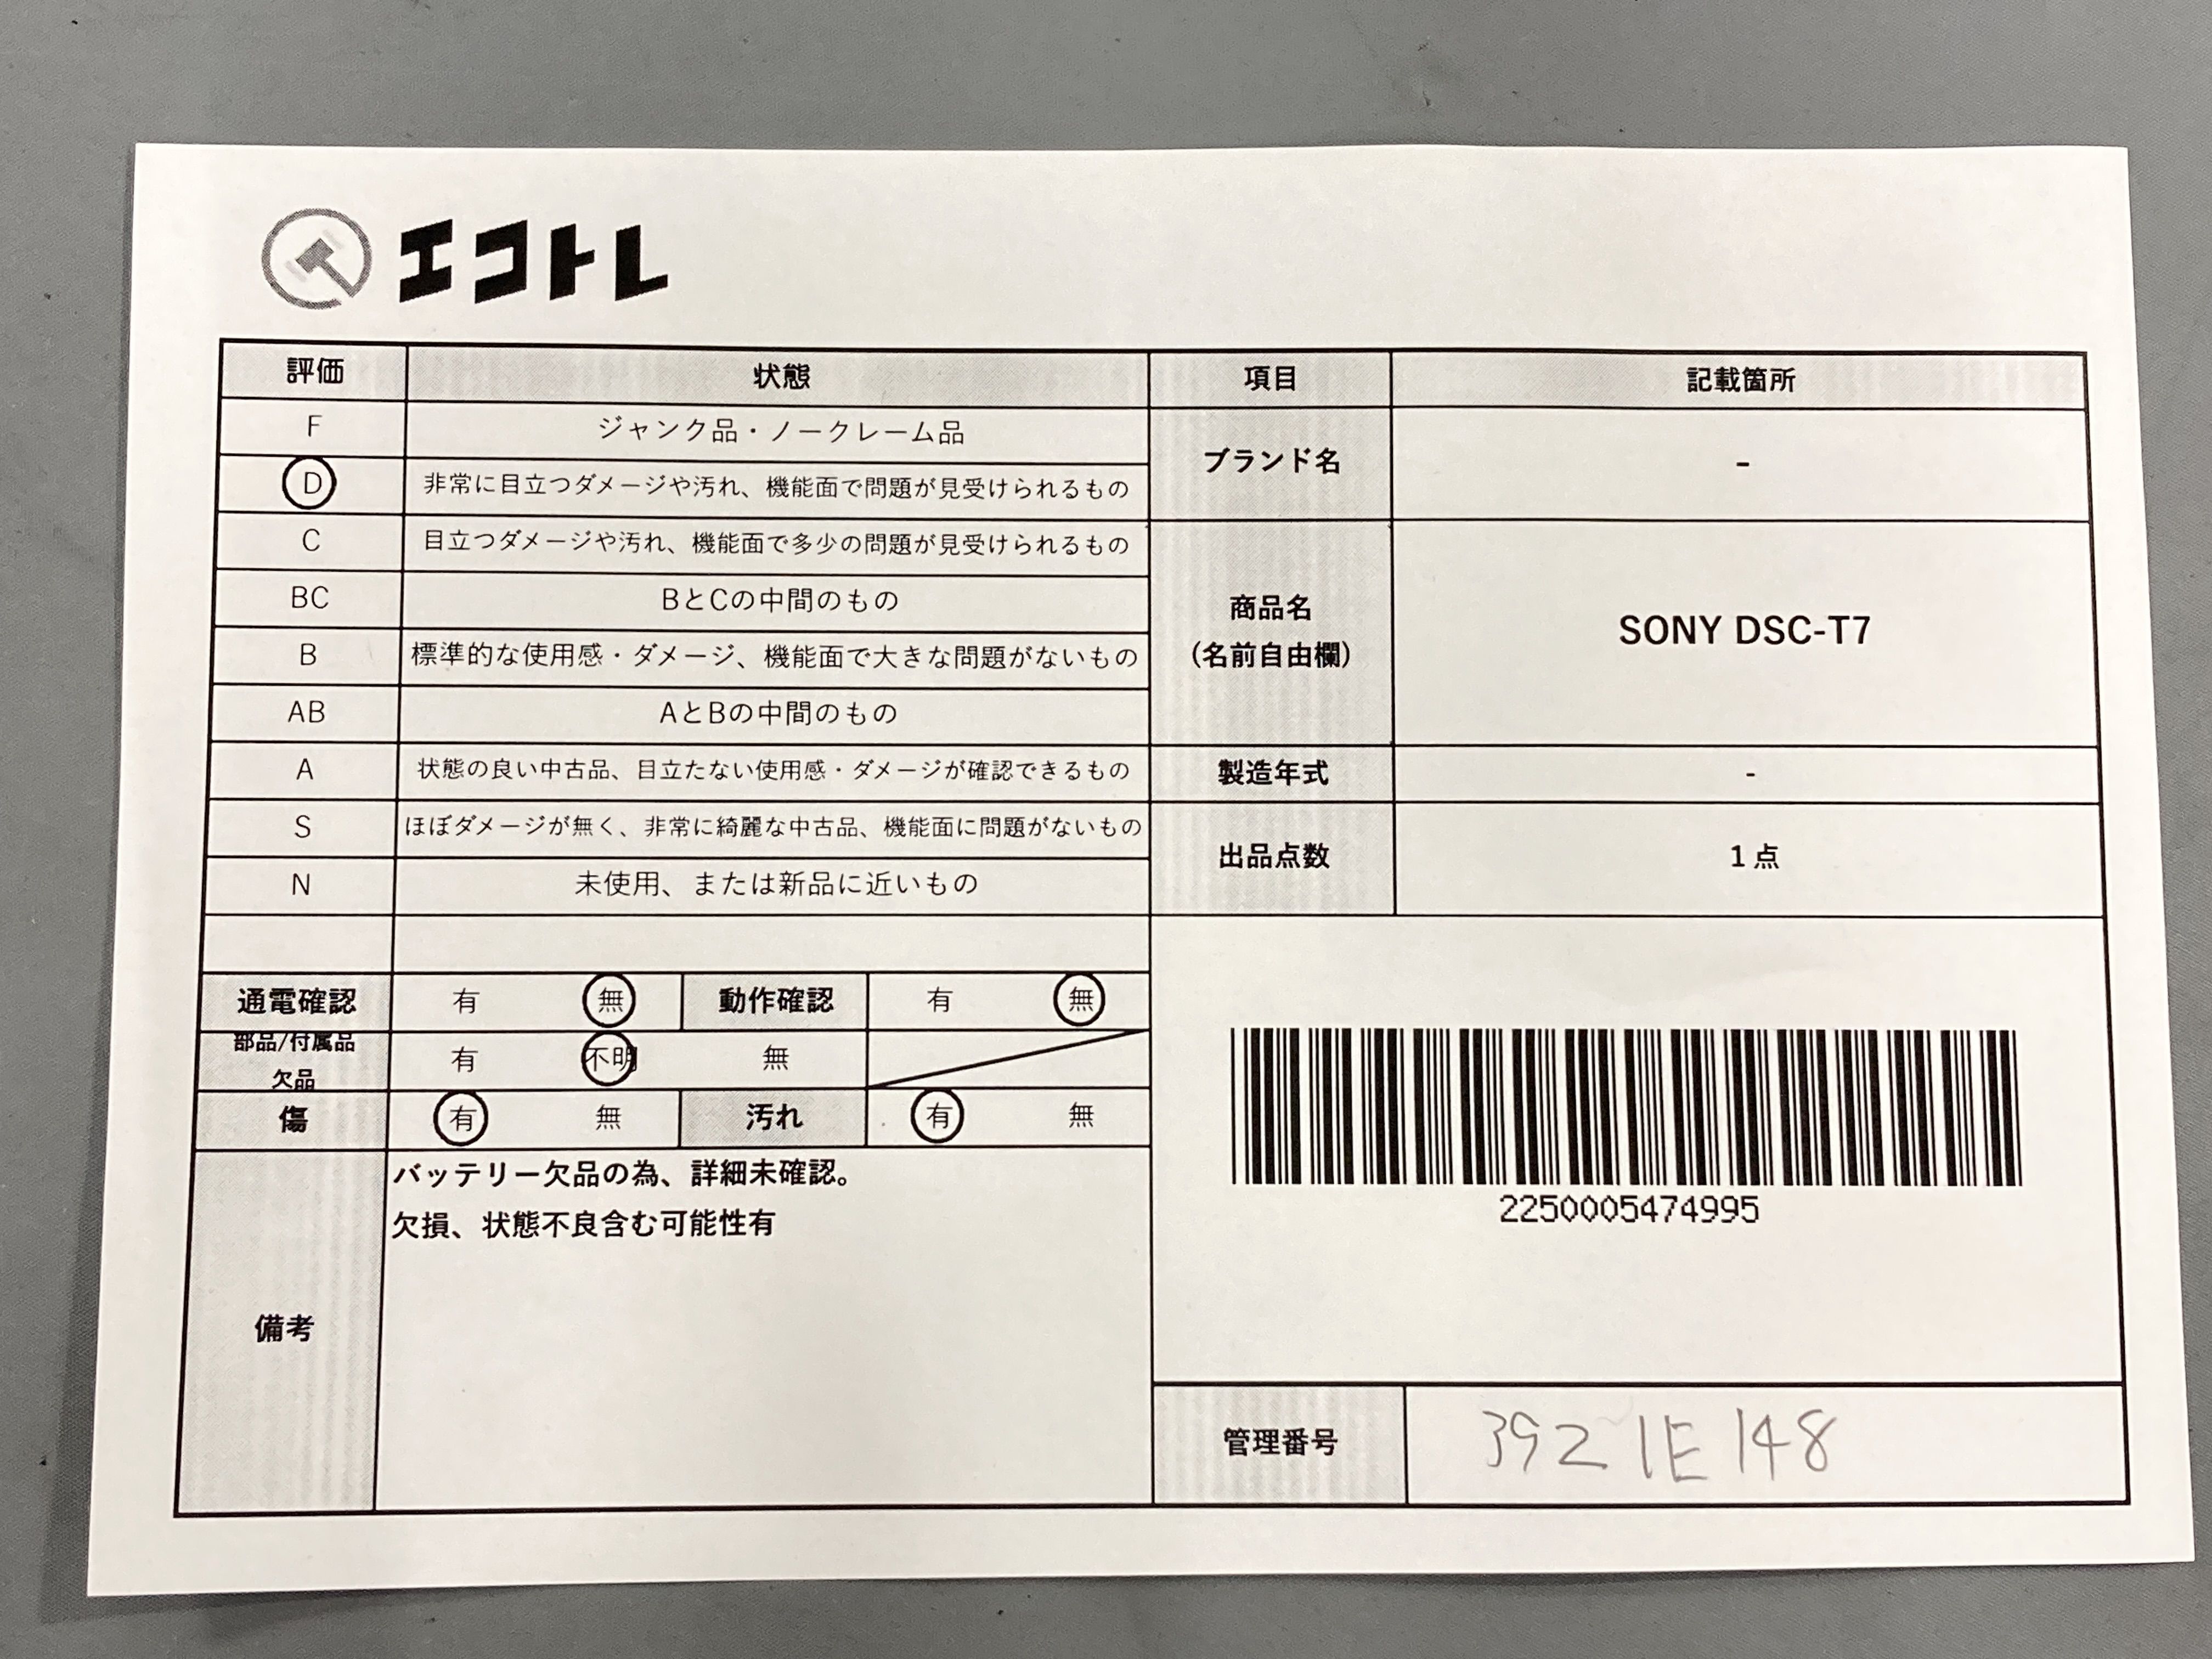 エコトレ
評価 状態 項目 記載箇所
F ジャンク品・ノークレーム品
D 非常に目立つダメージや汚れ、機能面で問題が見受けられるもの
ブランド名 -
C 目立つダメージや汚れ、機能面で多少の問題が見受けられるもの
BC BとCの中間のもの
B 標準的な使用感・ダメージ、機能面で大きな問題がないもの
AB AとBの中間のもの
商品名
(名前自由欄)
SONY DSC-T7
A 状態の良い中古品、目立たない使用感・ダメージが確認できるもの
製造年式 -
S ほぼダメージが無く、非常に綺麗な中古品、機能面に問題がないもの
N 未使用、または新品に近いもの
出品点数 1点
通電確認 有 無 動作確認 有 無
部品/付属品
欠品
有 不明 無
傷 有 無 汚れ 有 無
備考
バッテリー欠品の為、詳細未確認。
欠損、状態不良含む可能性有
2250005474995
管理番号 392 1E 148